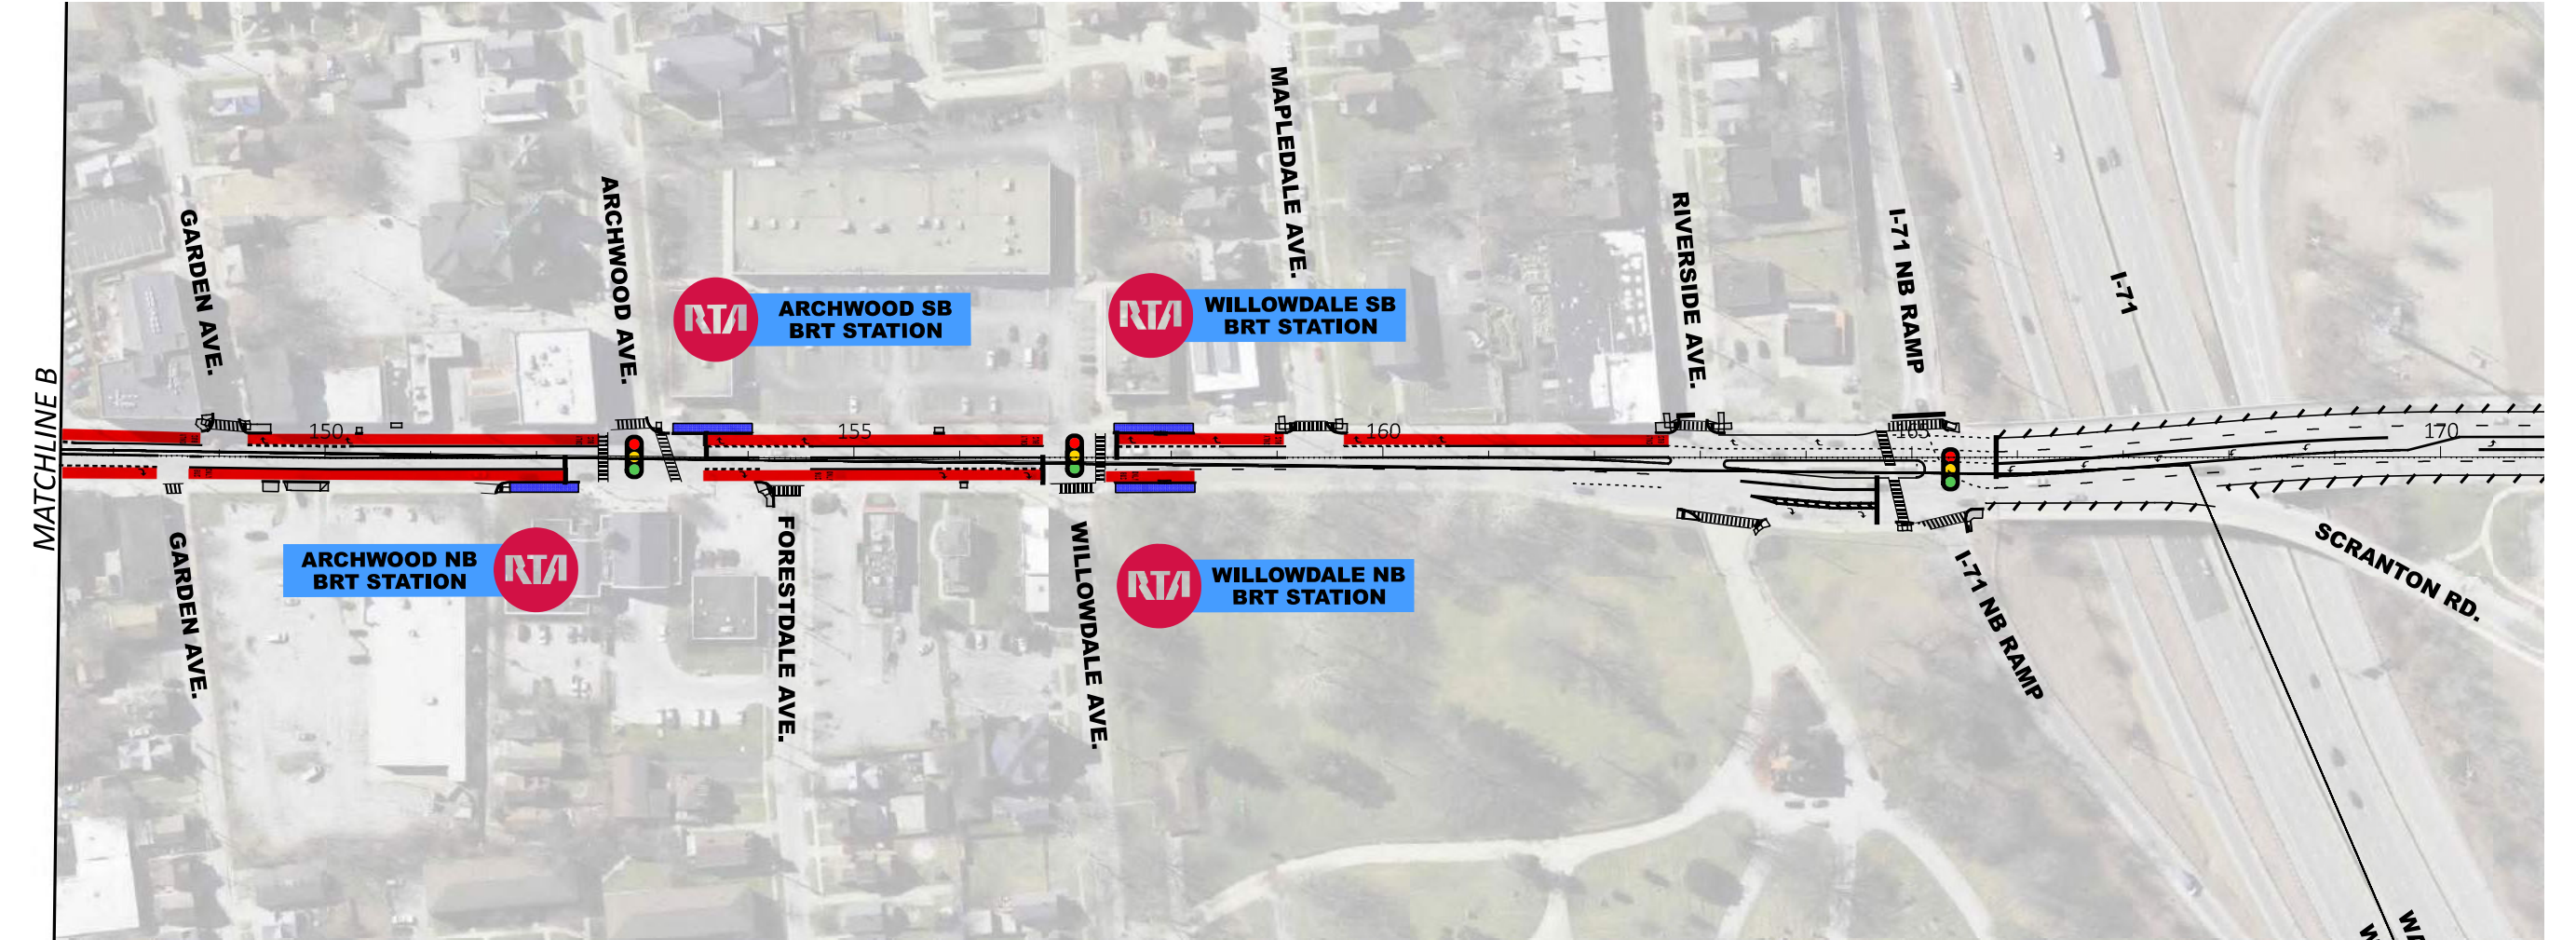 MATCHLINE B
GARDEN AVE.
ARCHWOOD AVE.
MAPLEDALE AVE.
RIVERSIDE AVE.
I-71 NB RAMP
I-71
RTA
ARCHWOOD SB
BRT STATION
RTA
WILLOWDALE SB
BRT STATION
150
155
160
165
170
GARDEN AVE.
ARCHWOOD NB
BRT STATION
RTA
FORESTDALE AVE.
WILLOWDALE AVE.
RTA
WILLOWDALE NB
BRT STATION
I-71 NB RAMP
SCRANTON RD.